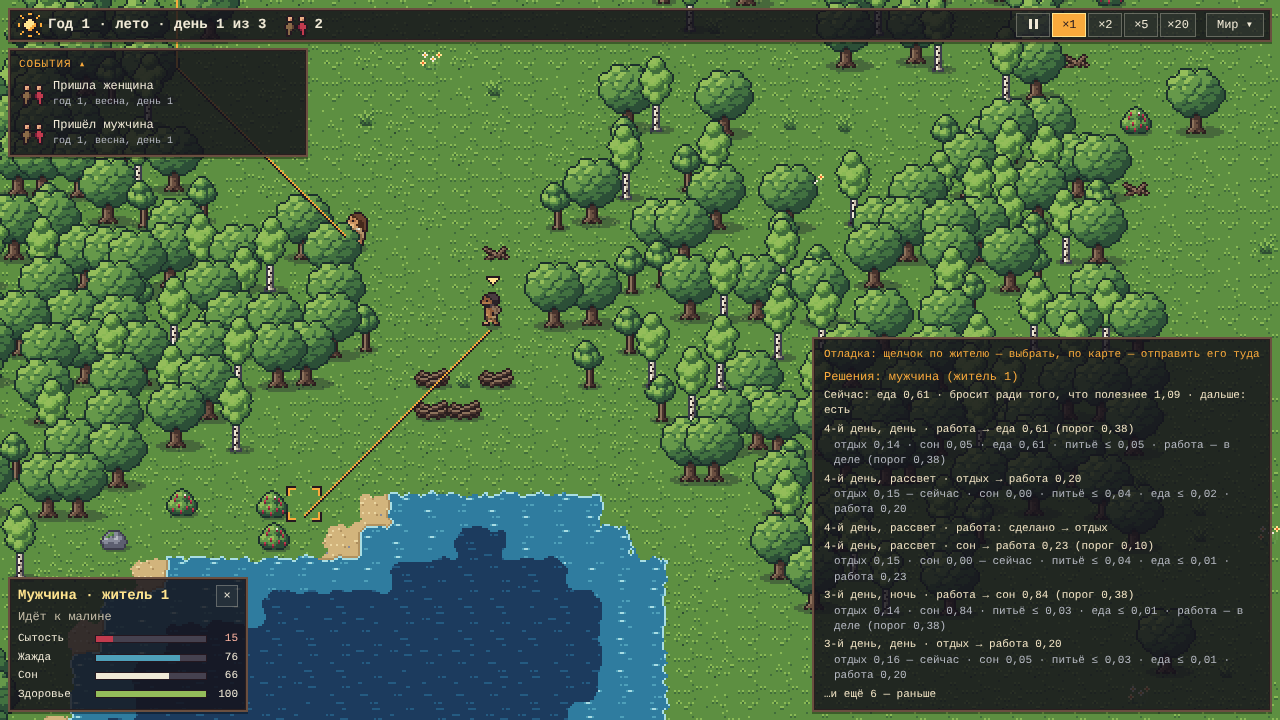 Год 1 · лето · день 1 из 3
2
×1
×2
×5
×20
Мир ▾
СОБЫТИЯ ▴
Пришла женщина
год 1, весна, день 1
Пришёл мужчина
год 1, весна, день 1
Отладка: щелчок по жителю — выбрать, по карте — отправить его туда
Решения: мужчина (житель 1)
Сейчас: еда 0,61 · бросит ради того, что полезнее 1,09 · дальше:
есть
4-й день, день · работа → еда 0,61 (порог 0,38)
отдых 0,14 · сон 0,05 · еда 0,61 · питьё ≤ 0,05 · работа — в
деле (порог 0,38)
4-й день, рассвет · отдых → работа 0,20
отдых 0,15 — сейчас · сон 0,00 · питьё ≤ 0,04 · еда ≤ 0,02 ·
работа 0,20
4-й день, рассвет · работа: сделано → отдых
4-й день, рассвет · сон → работа 0,23 (порог 0,10)
отдых 0,15 · сон 0,00 — сейчас · питьё ≤ 0,04 · еда ≤ 0,01 ·
работа 0,23
3-й день, ночь · работа → сон 0,84 (порог 0,38)
отдых 0,14 · сон 0,84 · питьё ≤ 0,03 · еда ≤ 0,01 · работа — в
деле (порог 0,38)
3-й день, день · отдых → работа 0,20
отдых 0,16 — сейчас · сон 0,05 · питьё ≤ 0,03 · еда ≤ 0,01 ·
работа 0,20
…и ещё 6 — раньше
Мужчина · житель 1
×
Идёт к малине
Сытость 15
Жажда 76
Сон 66
Здоровье 100